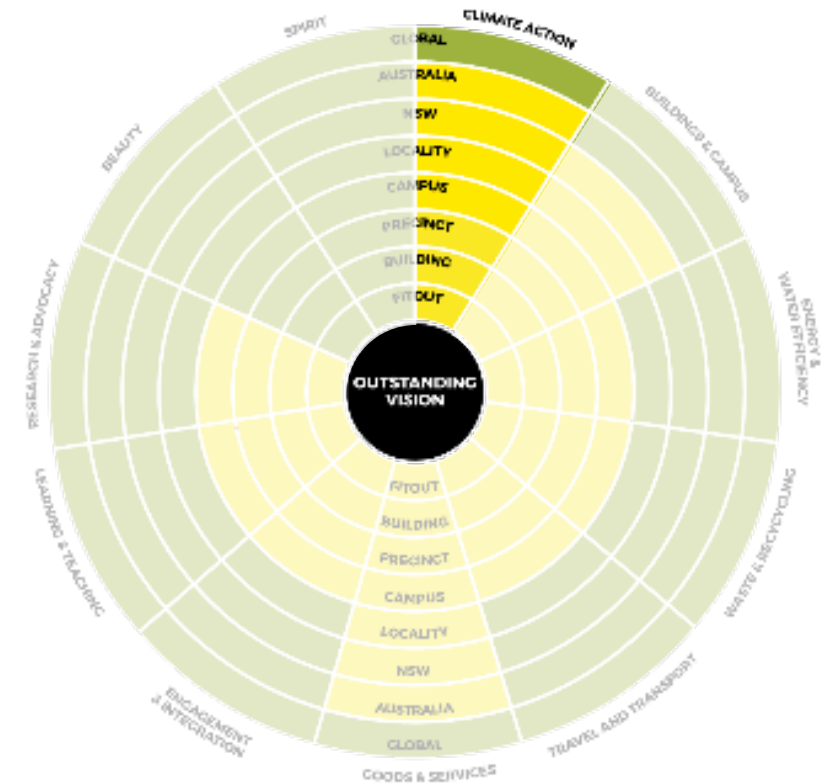 SPIRIT
CLIMATE ACTION
GLOBAL
AUSTRALIA
NSW
LOCALITY
CAMPUS
PRECINCT
BUILDING
FITOUT
BEAUTY
BUILDINGS & CAMPUS
RESEARCH & ADVOCACY
ENERGY &
WATER EFFICIENCY
OUTSTANDING
VISION
LEARNING & TEACHING
WASTE & RECYCYCLING
FITOUT
BUILDING
PRECINCT
CAMPUS
LOCALITY
NSW
AUSTRALIA
GLOBAL
ENGAGEMENT
& INTEGRATION
TRAVEL AND TRANSPORT
GOODS & SERVICES